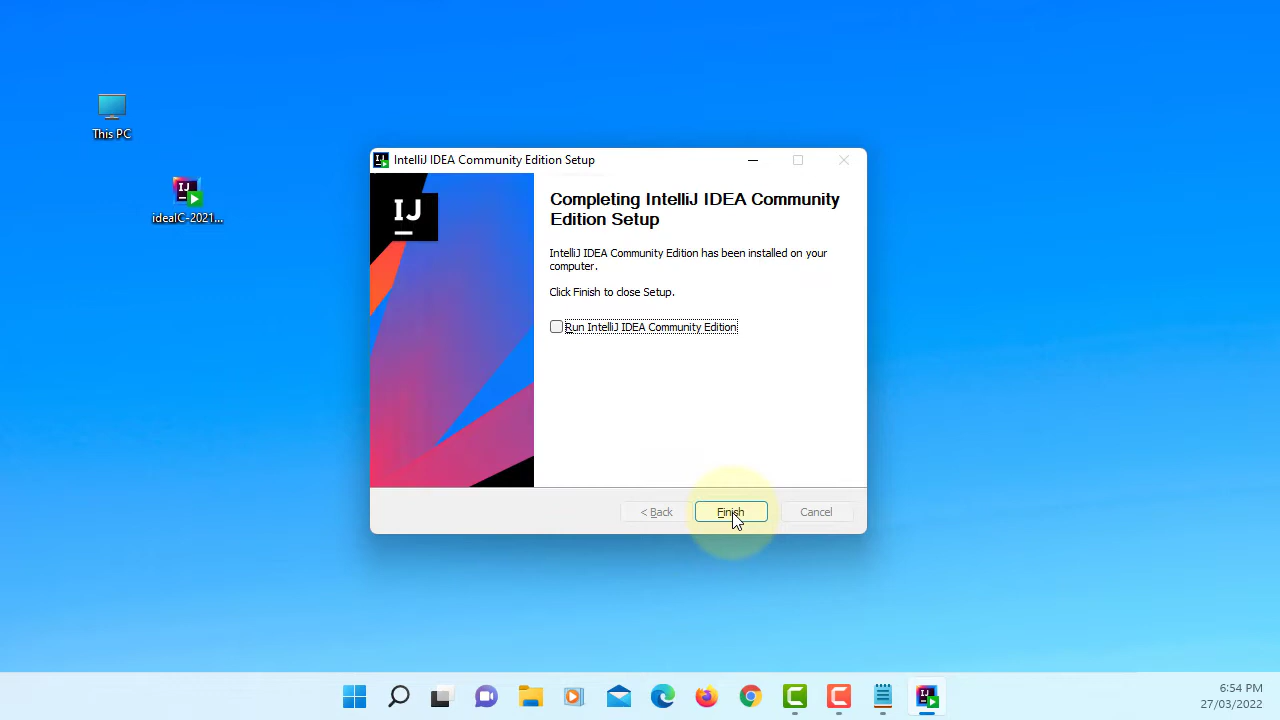 This PC
idealC-2021...
IntelliJ IDEA Community Edition Setup
IJ
Completing IntelliJ IDEA Community
Edition Setup
IntelliJ IDEA Community Edition has been installed on your
computer.
Click Finish to close Setup.
Run IntelliJ IDEA Community Edition
< Back
Finish
Cancel
6:54 PM
27/03/2022